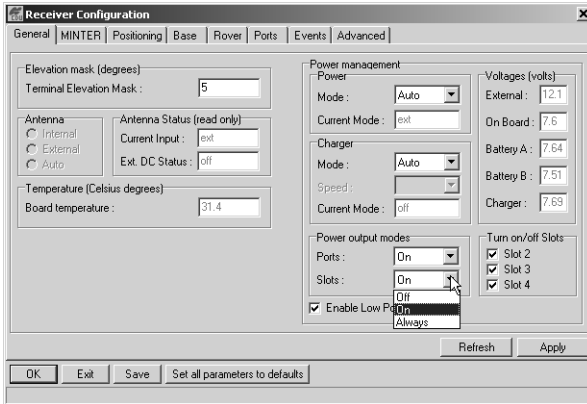 Receiver Configuration
General MINTER Positioning Base Rover Ports Events Advanced
Elevation mask (degrees)
Terminal Elevation Mask : 5
Antenna
Internal
External
Auto
Antenna Status (read only)
Current Input : ext
Ext. DC Status : off
Temperature (Celsius degrees)
Board temperature : 31.4
Power management
Power
Mode : Auto
Current Mode : ext
Charger
Mode : Auto
Speed :
Current Mode : off
Power output modes
Ports : On
Slots : On
Off
On
Always
Enable Low
Voltages (volts)
External : 12.1
On Board : 7.6
Battery A : 7.64
Battery B : 7.51
Charger : 7.69
Turn on/off Slots
Slot 2
Slot 3
Slot 4
Refresh Apply
OK Exit Save Set all parameters to defaults